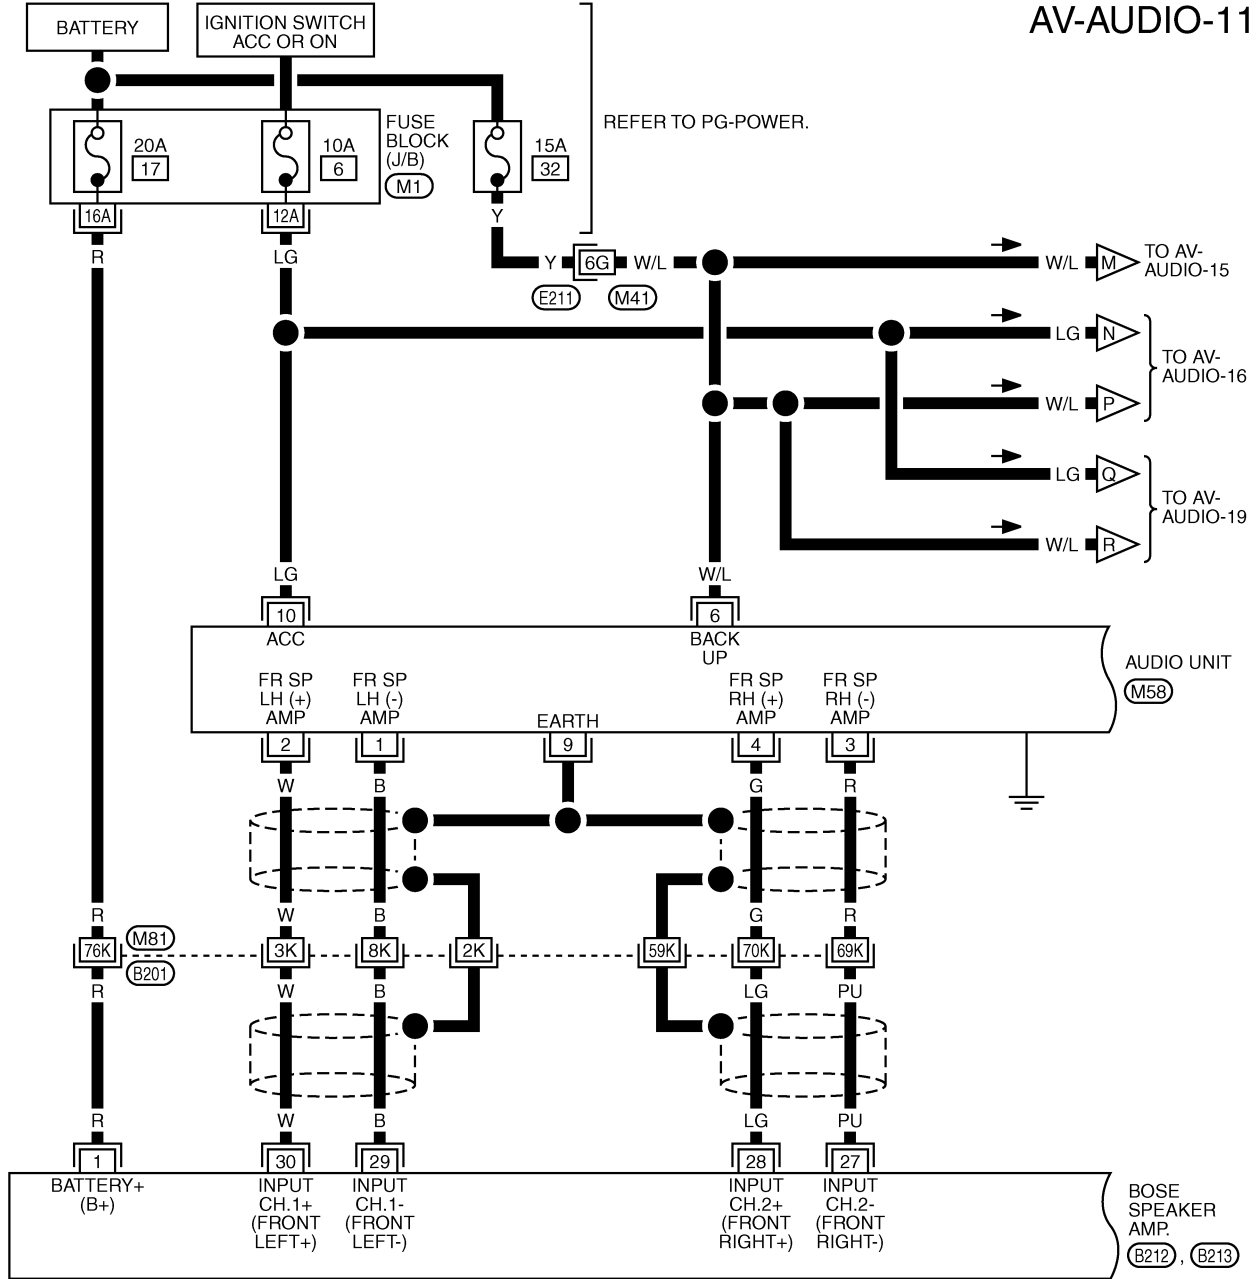 AV-AUDIO-11
BATTERY
IGNITION SWITCH
ACC OR ON
20A
17
10A
6
FUSE
BLOCK
(J/B)
M1
15A
32
REFER TO PG-POWER.
16A
12A
Y
R
LG
Y
6G
W/L
E211
M41
W/L
M
TO AV-
AUDIO-15
LG
N
W/L
P
TO AV-
AUDIO-16
LG
Q
W/L
R
TO AV-
AUDIO-19
LG
W/L
10
6
ACC
BACK
UP
AUDIO UNIT
M58
FR SP
LH (+)
AMP
FR SP
LH (-)
AMP
EARTH
FR SP
RH (+)
AMP
FR SP
RH (-)
AMP
2
1
9
4
3
W
B
G
R
R
W
B
G
R
76K
M81
B201
3K
8K
2K
59K
70K
69K
R
W
B
LG
PU
R
W
B
LG
PU
1
30
29
28
27
BATTERY+
(B+)
INPUT
CH.1+
(FRONT
LEFT+)
INPUT
CH.1-
(FRONT
LEFT-)
INPUT
CH.2+
(FRONT
RIGHT+)
INPUT
CH.2-
(FRONT
RIGHT-)
BOSE
SPEAKER
AMP.
B212 , B213